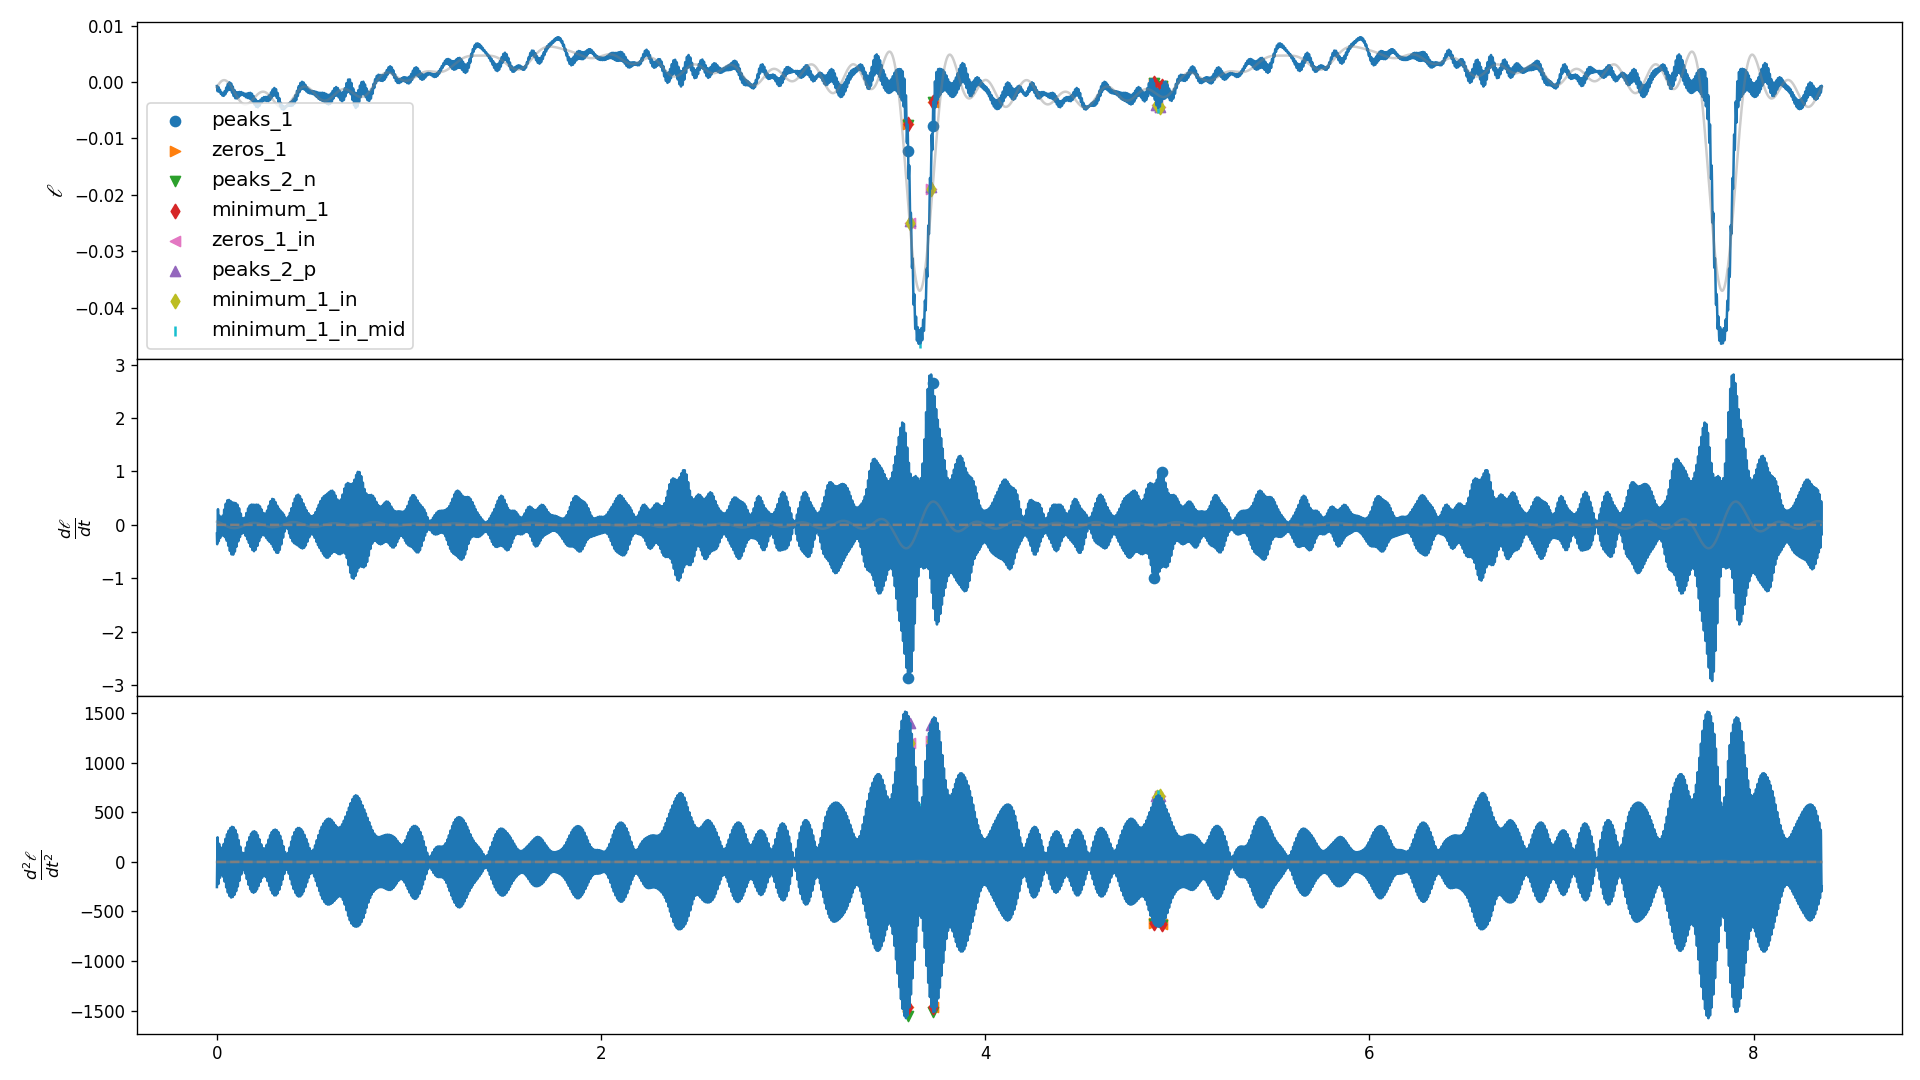 0.01
0.00
−0.01
−0.02
−0.03
−0.04
ℓ
peaks_1
zeros_1
peaks_2_n
minimum_1
zeros_1_in
peaks_2_p
minimum_1_in
minimum_1_in_mid
3
2
1
0
−1
−2
−3
dℓ/dt
1500
1000
500
0
−500
−1000
−1500
d²ℓ/dt²
0 2 4 6 8